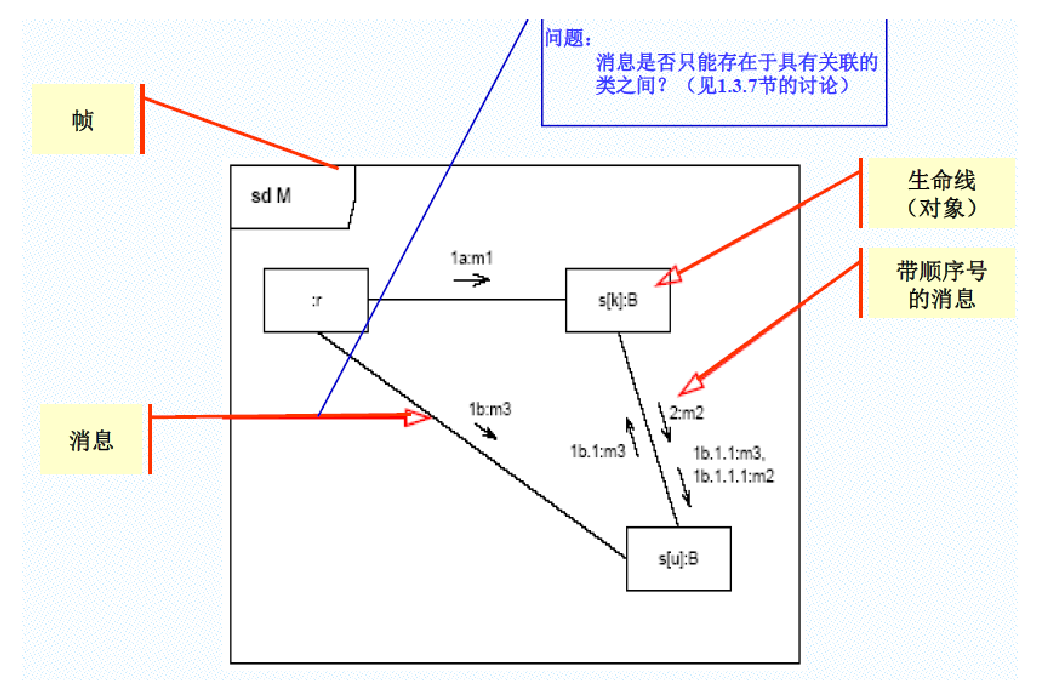 问题：
消息是否只能存在于具有关联的
类之间？（见1.3.7节的讨论）
帧
sd M
生命线
（对象）
1a:m1
:r
s[k]:B
带顺序号
的消息
消息
1b:m3
2:m2
1b.1:m3
1b.1.1:m3,
1b.1.1.1:m2
s[u]:B